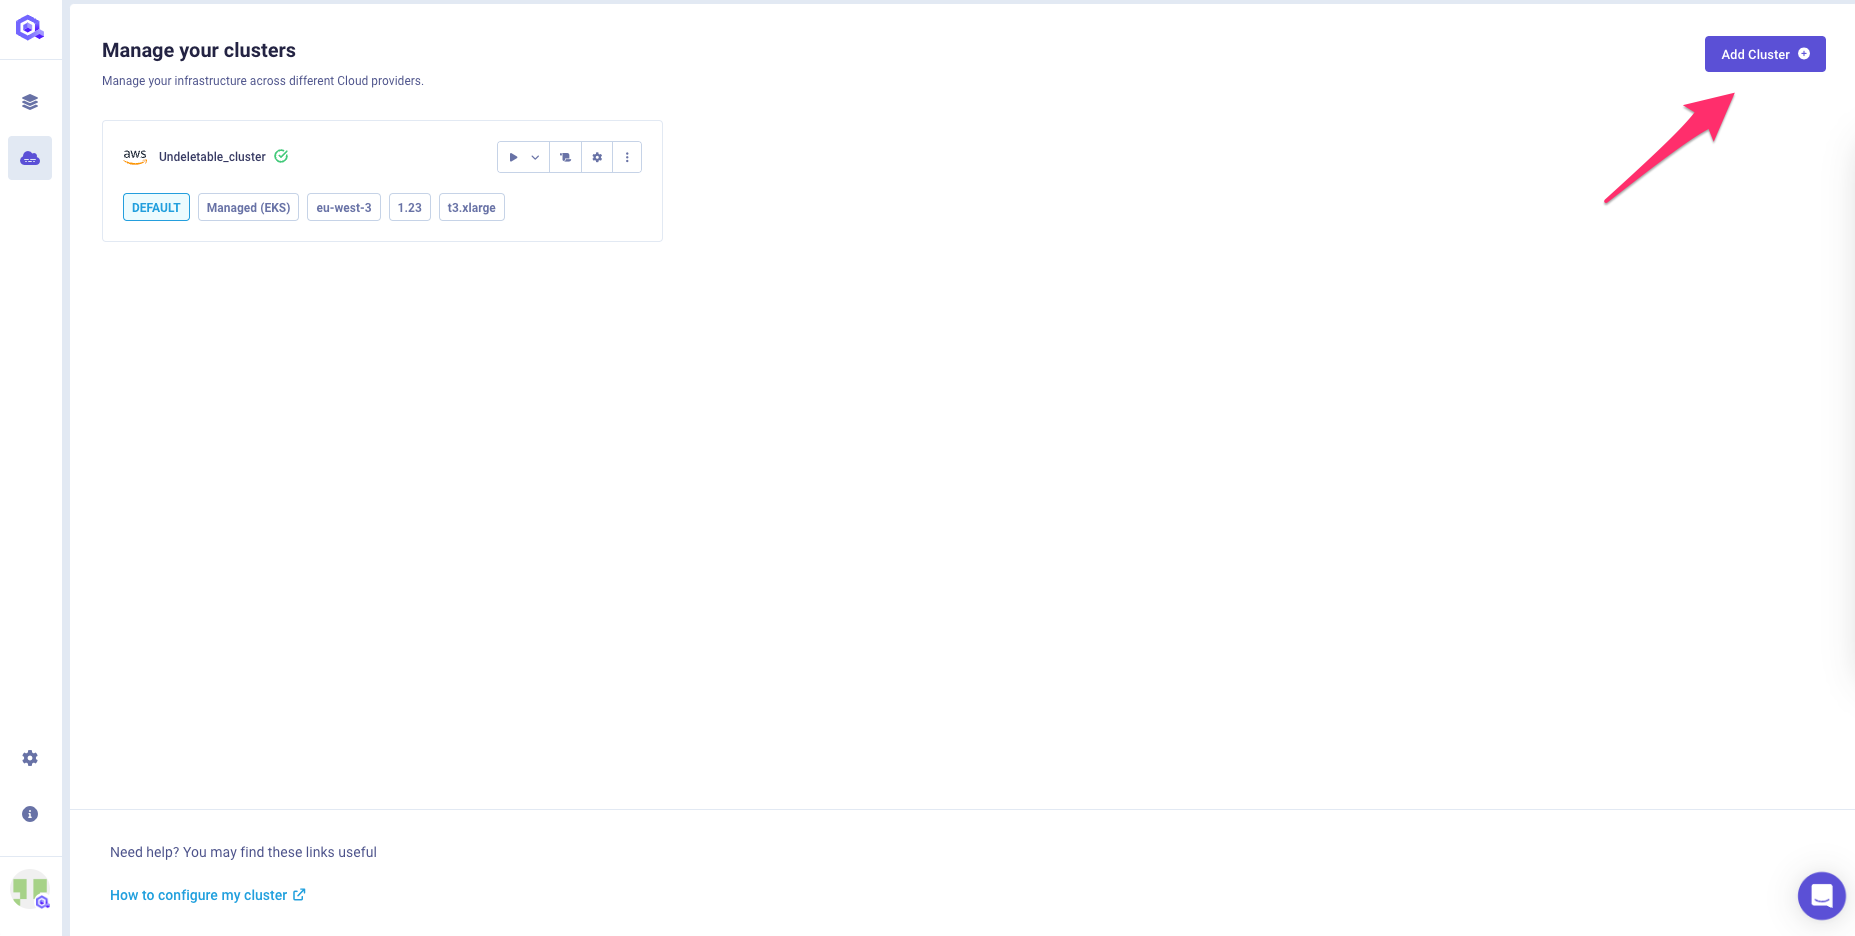 Manage your clusters
Add Cluster
Manage your infrastructure across different Cloud providers.
aws Undeletable_cluster
DEFAULT Managed (EKS) eu-west-3 1.23 t3.xlarge
Need help? You may find these links useful
How to configure my cluster